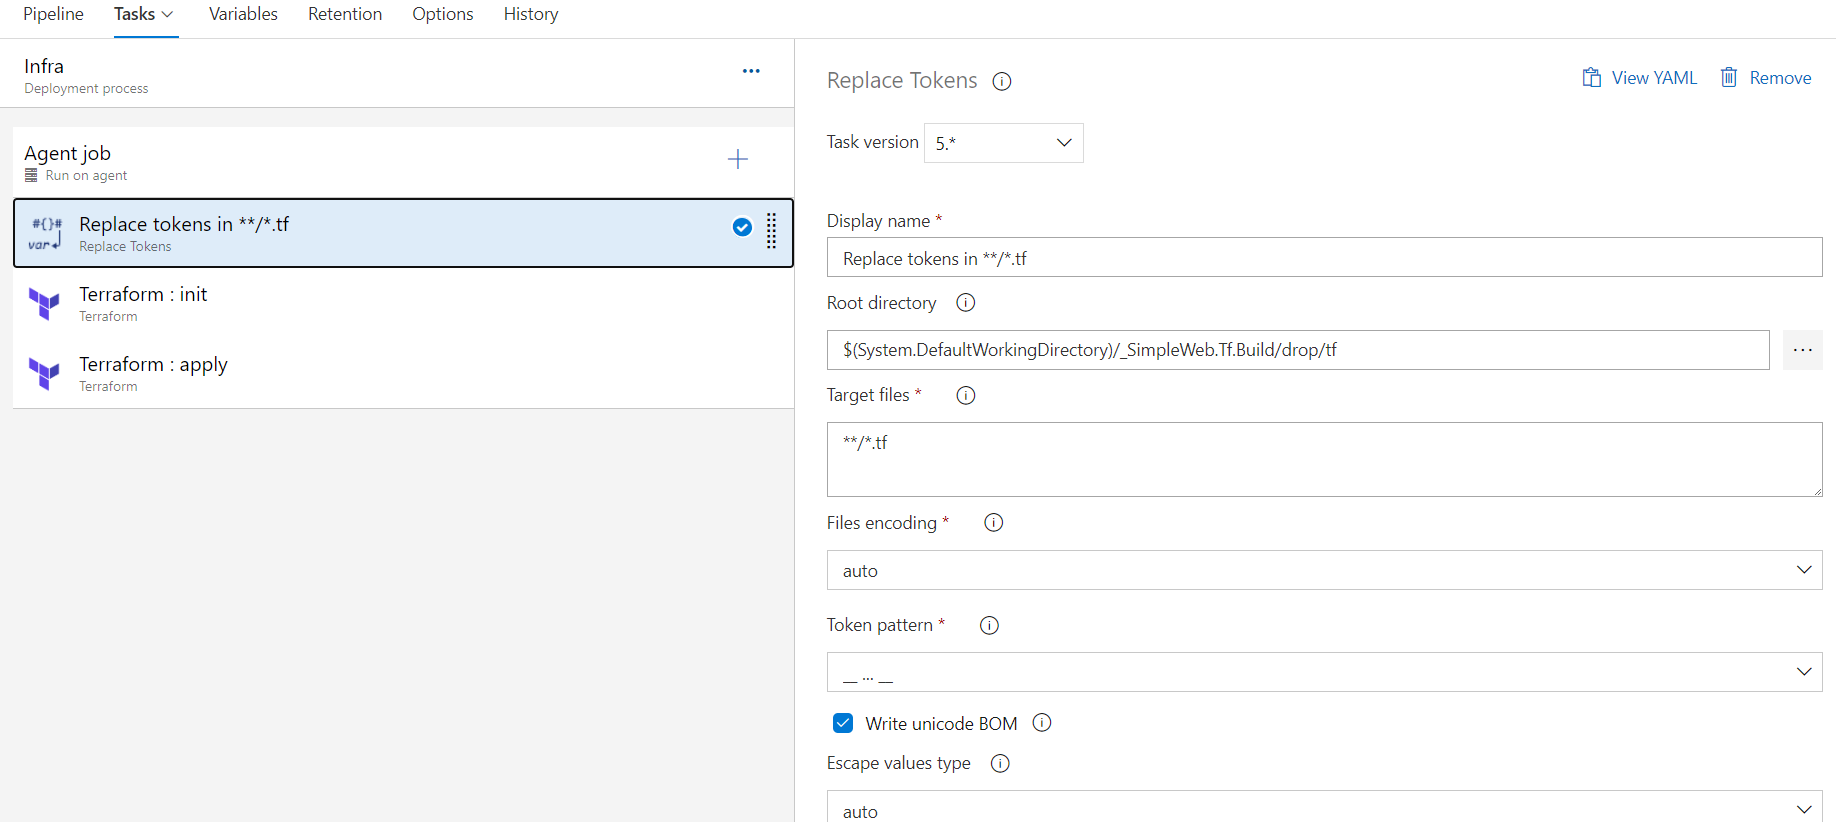 Pipeline Tasks Variables Retention Options History
Infra
Deployment process
...
Agent job
Run on agent
#{}#
var
Replace tokens in **/*.tf
Replace Tokens
Terraform : init
Terraform
Terraform : apply
Terraform
Replace Tokens
View YAML
Remove
Task version 5.*
Display name *
Replace tokens in **/*.tf
Root directory
$(System.DefaultWorkingDirectory)/_SimpleWeb.Tf.Build/drop/tf
...
Target files *
**/*.tf
Files encoding *
auto
Token pattern *
__ ... __
Write unicode BOM
Escape values type
auto